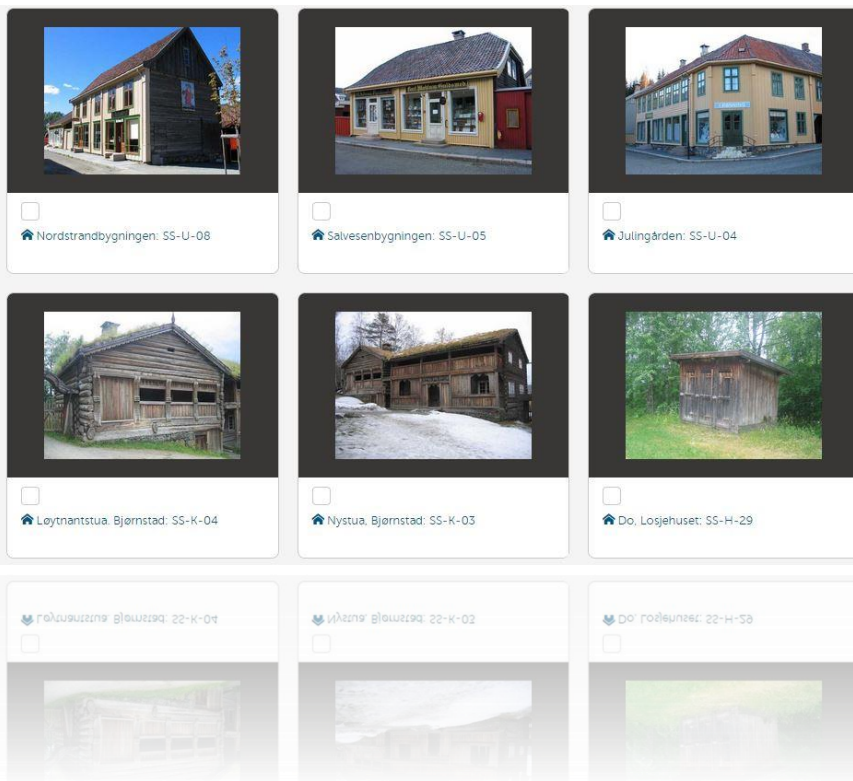 Nordstrandbygningen: SS-U-08
Salvesenbygningen: SS-U-05
Julingården: SS-U-04
Løytnantstua, Bjørnstad: SS-K-04
Nystua, Bjørnstad: SS-K-03
Do, Losjehuset: SS-H-29